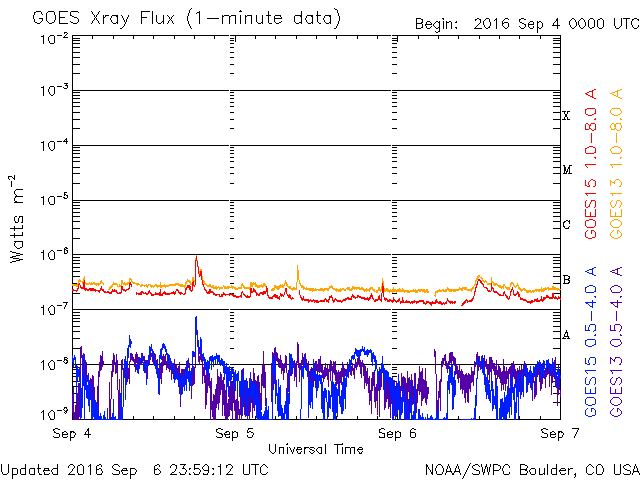 GOES Xray Flux (1-minute data)
Begin: 2016 Sep 4 0000 UTC
10-2
10-3
10-4
10-5
10-6
10-7
10-8
10-9
Watts m-2
X
M
C
B
A
GOES15 1.0-8.0 A
GOES13 1.0-8.0 A
GOES15 0.5-4.0 A
GOES13 0.5-4.0 A
Sep 4
Sep 5
Sep 6
Sep 7
Universal Time
Updated 2016 Sep 6 23:59:12 UTC
NOAA/SWPC Boulder, CO USA